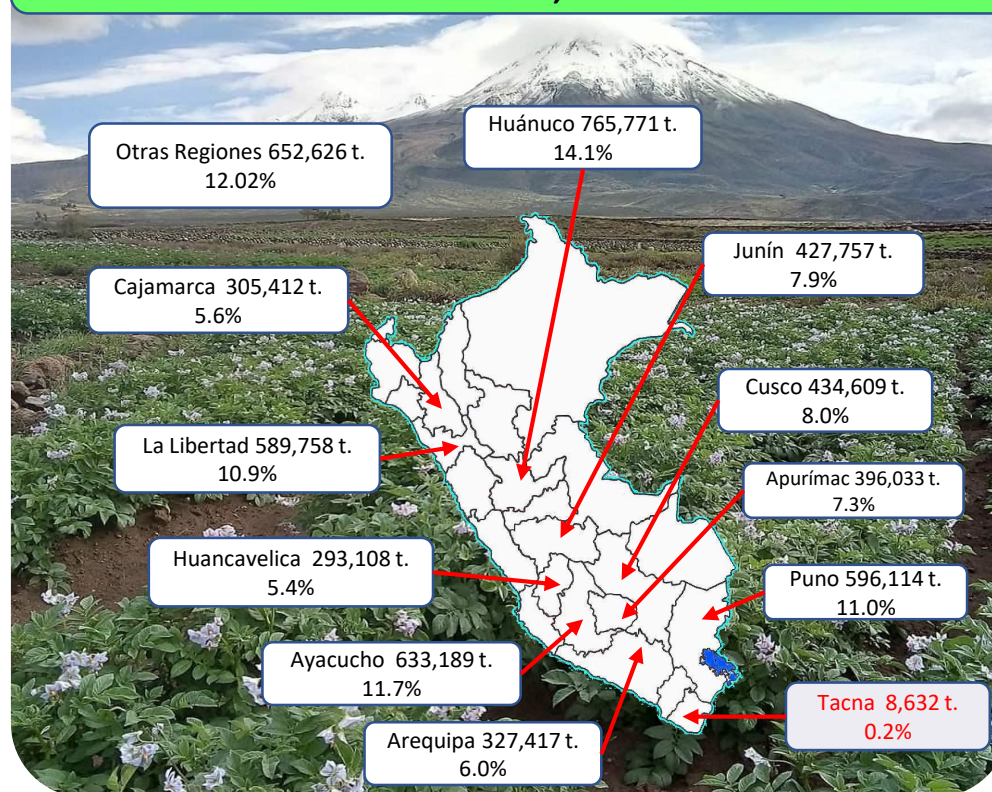 Huánuco 765,771 t.
14.1%
Otras Regiones 652,626 t.
12.02%
Junín 427,757 t.
7.9%
Cajamarca 305,412 t.
5.6%
Cusco 434,609 t.
8.0%
La Libertad 589,758 t.
10.9%
Apurímac 396,033 t.
7.3%
Huancavelica 293,108 t.
5.4%
Puno 596,114 t.
11.0%
Ayacucho 633,189 t.
11.7%
Tacna 8,632 t.
0.2%
Arequipa 327,417 t.
6.0%